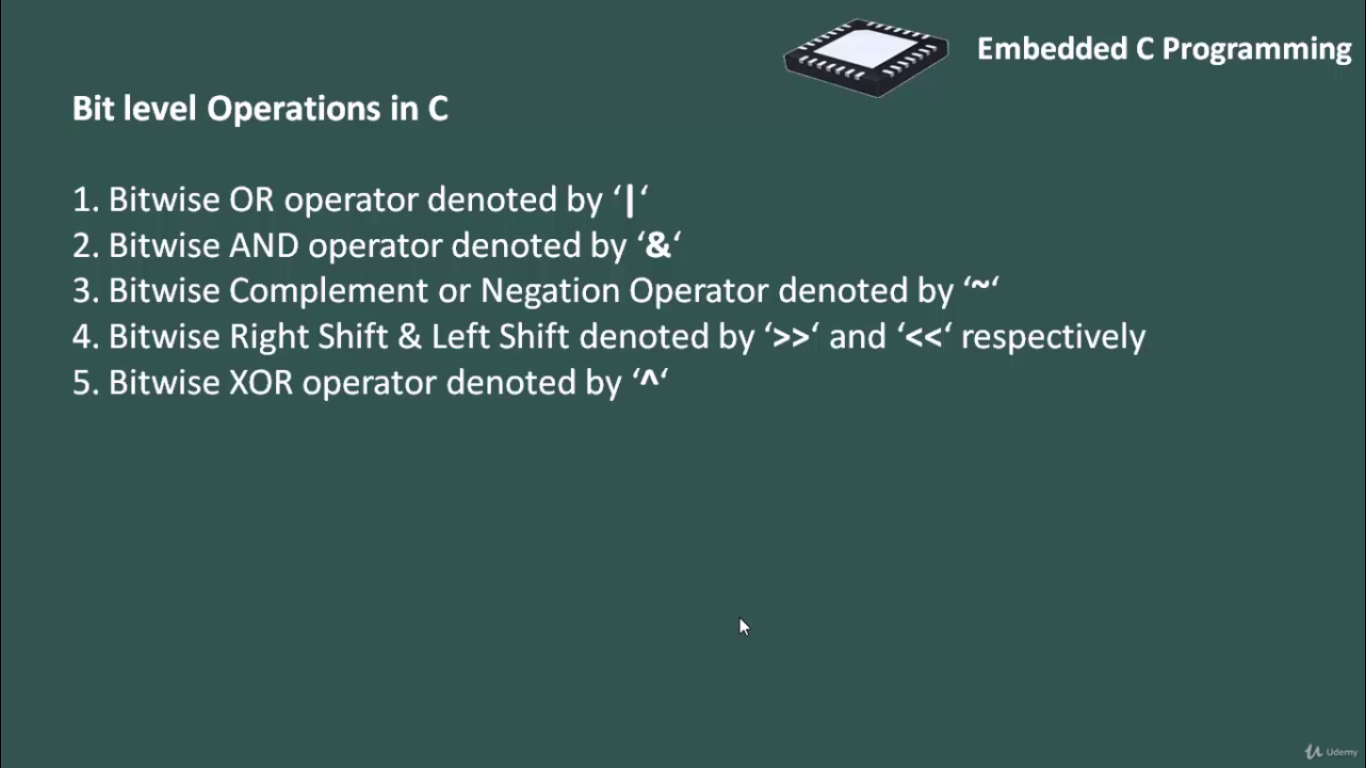 Embedded C Programming
Bit level Operations in C
1. Bitwise OR operator denoted by ‘|‘
2. Bitwise AND operator denoted by ‘&‘
3. Bitwise Complement or Negation Operator denoted by ‘~‘
4. Bitwise Right Shift & Left Shift denoted by ‘>>‘ and ‘<<‘ respectively
5. Bitwise XOR operator denoted by ‘^‘
Udemy